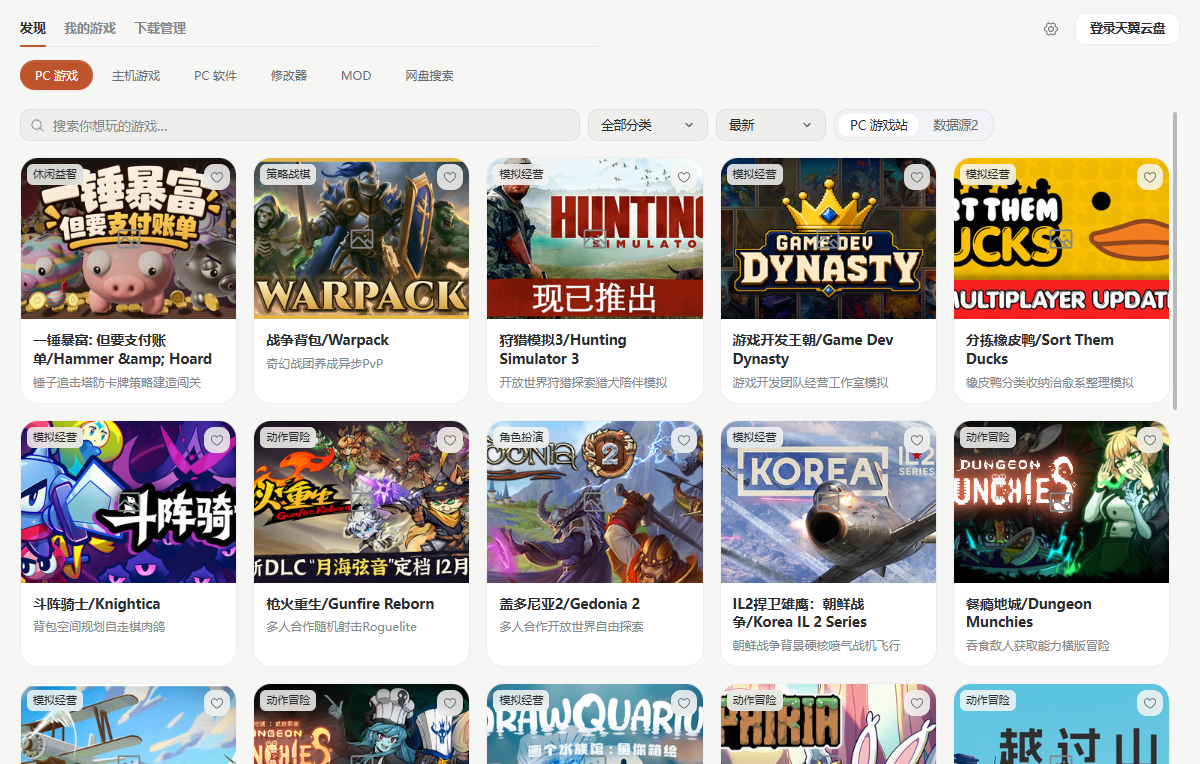 发现 我的游戏 下载管理 登录天翼云盘
PC 游戏 主机游戏 PC 软件 修改器 MOD 网盘搜索
搜索你想玩的游戏... 全部分类 最新 PC 游戏站 数据源2
休闲益智 策略战棋 模拟经营 模拟经营 模拟经营
一锤暴富
但要支付账单
WARPACK
HUNTING
SIMULATO
现已推出
GAME DEV
DYNASTY
RT THEM
UCKS
MULTIPLAYER UPDAT
一锤暴富: 但要支付账
单/Hammer &amp; Hoard
锤子追击塔防卡牌策略建造闯关
战争背包/Warpack
奇幻战团养成异步PvP
狩猎模拟3/Hunting
Simulator 3
开放世界狩猎探索猎犬陪伴模拟
游戏开发王朝/Game Dev
Dynasty
游戏开发团队经营工作室模拟
分拣橡皮鸭/Sort Them
Ducks
橡皮鸭分类收纳治愈系整理模拟
模拟经营 动作冒险 角色扮演 模拟经营 动作冒险
斗阵骑
火重生
Gunfire Reborn
新DLC“月海弦音”定档 12月
DONIA
2
KOREA
IL2
SERIES
DUNGEON
UNCHIES
斗阵骑士/Knightica
背包空间规划自走棋肉鸽
枪火重生/Gunfire Reborn
多人合作随机射击Roguelite
盖多尼亚2/Gedonia 2
多人合作开放世界自由探索
IL2捍卫雄鹰：朝鲜战
争/Korea IL 2 Series
朝鲜战争背景硬核喷气战机飞行
餐瘾地城/Dungeon
Munchies
吞食敌人获取能力横版冒险
模拟经营 动作冒险 模拟经营 动作冒险 动作冒险
NGEON
NCHIES
DRAWQUARIU
画个水族馆：鱼你箱绘
PAIRIA
越过山